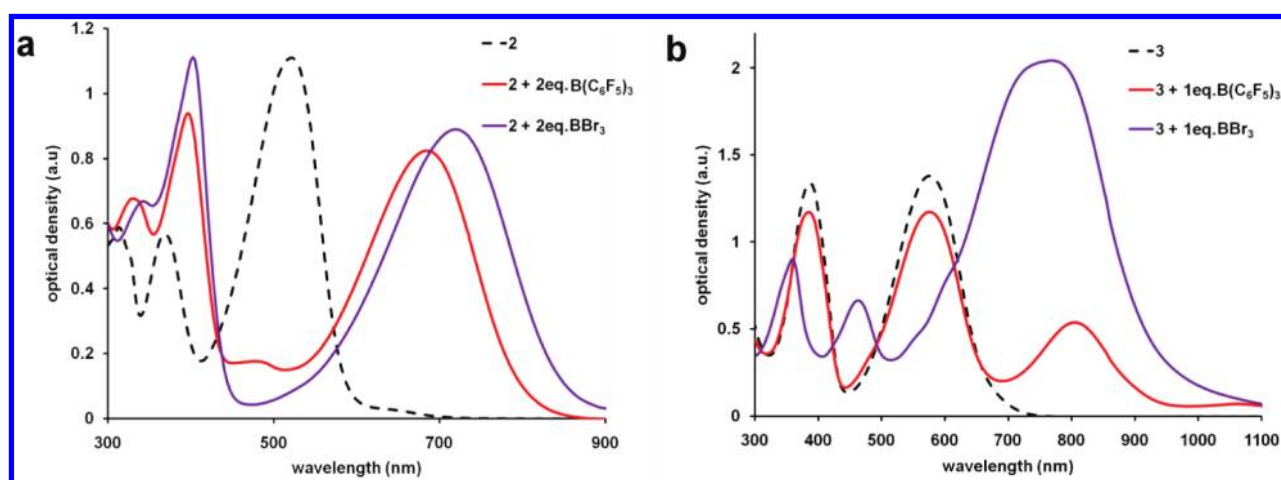 a
1.2
1
0.8
0.6
0.4
0.2
0
optical density (a.u)
300
500
700
900
wavelength (nm)
2
2 + 2eq.B(C₆F₅)₃
2 + 2eq.BBr₃
b
2
1.5
1
0.5
0
optical density (a.u.)
300
400
500
600
700
800
900
1000
1100
wavelength (nm)
3
3 + 1eq.B(C₆F₅)₃
3 + 1eq.BBr₃